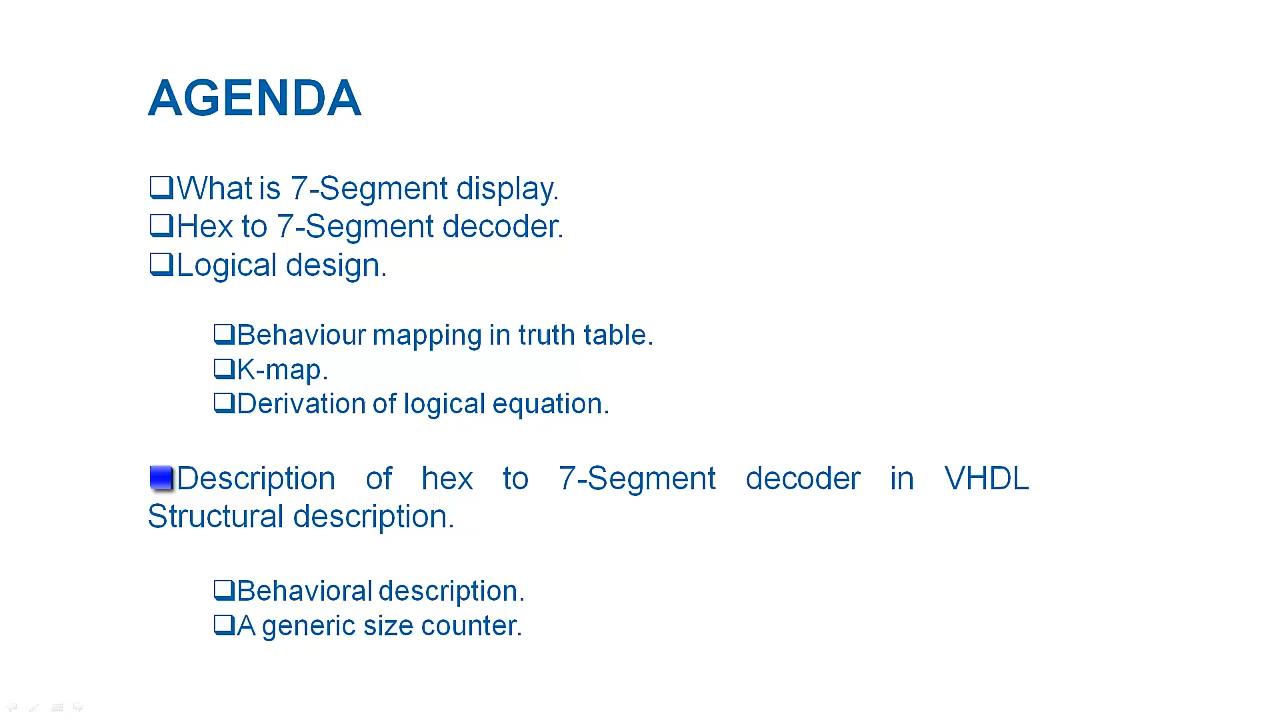 AGENDA
❑What is 7-Segment display.
❑Hex to 7-Segment decoder.
❑Logical design.
❑Behaviour mapping in truth table.
❑K-map.
❑Derivation of logical equation.
Description of hex to 7-Segment decoder in VHDL
Structural description.
❑Behavioral description.
❑A generic size counter.